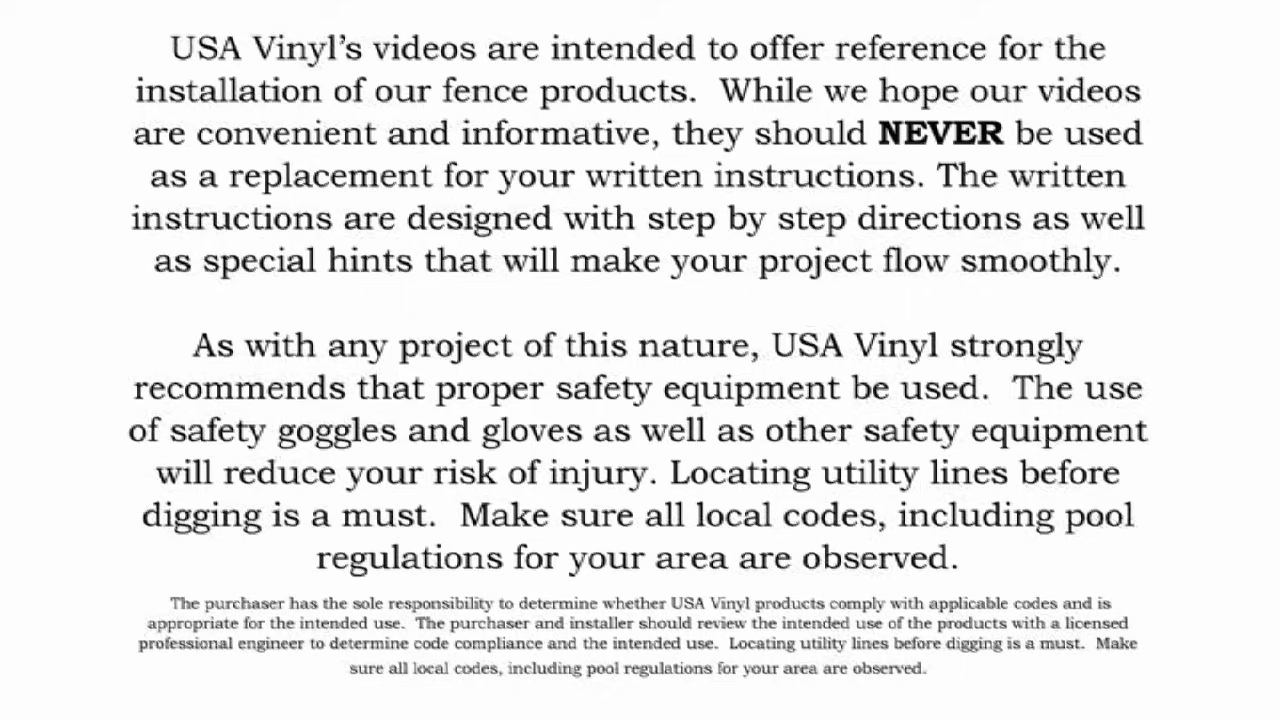 USA Vinyl’s videos are intended to offer reference for the
installation of our fence products.  While we hope our videos
are convenient and informative, they should NEVER be used
as a replacement for your written instructions. The written
instructions are designed with step by step directions as well
as special hints that will make your project flow smoothly.
As with any project of this nature, USA Vinyl strongly
recommends that proper safety equipment be used.  The use
of safety goggles and gloves as well as other safety equipment
will reduce your risk of injury. Locating utility lines before
digging is a must.  Make sure all local codes, including pool
regulations for your area are observed.
The purchaser has the sole responsibility to determine whether USA Vinyl products comply with applicable codes and is
appropriate for the intended use.  The purchaser and installer should review the intended use of the products with a licensed
professional engineer to determine code compliance and the intended use.  Locating utility lines before digging is a must.  Make
sure all local codes, including pool regulations for your area are observed.